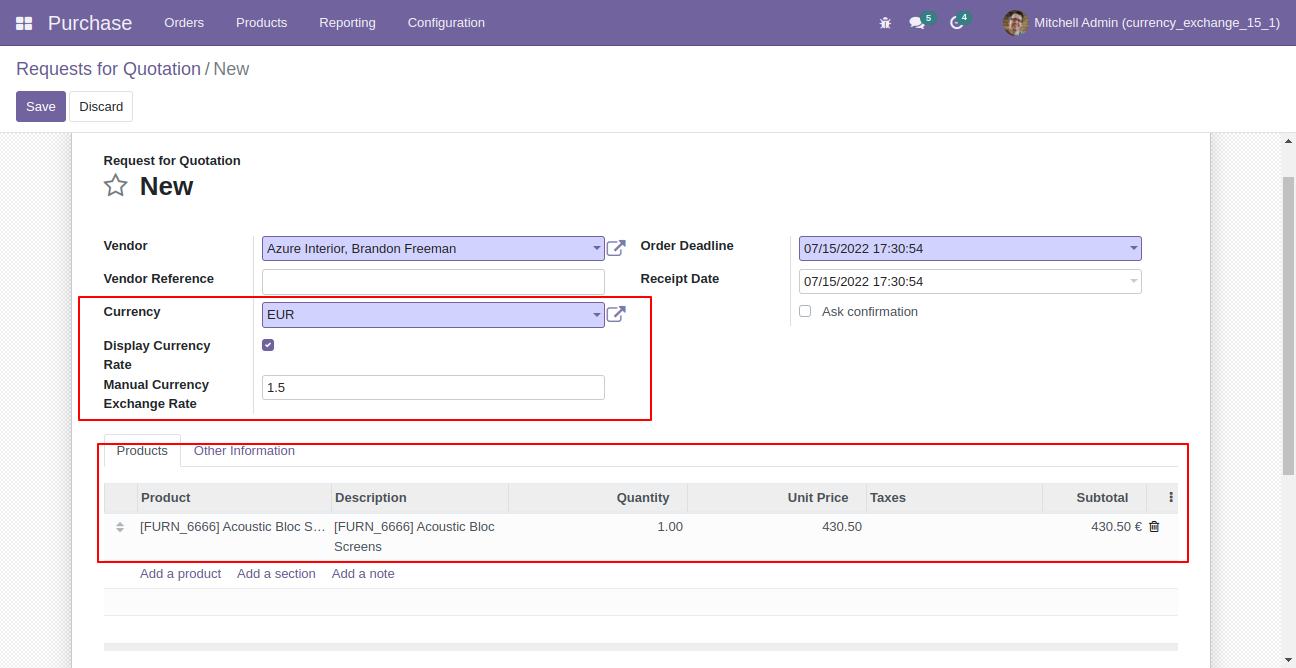 Purchase Orders Products Reporting Configuration 5 4 Mitchell Admin (currency_exchange_15_1)
Requests for Quotation / New
Save Discard
Request for Quotation
New
Vendor Azure Interior, Brandon Freeman Order Deadline 07/15/2022 17:30:54
Vendor Reference Receipt Date 07/15/2022 17:30:54
Currency EUR Ask confirmation
Display Currency
Rate
Manual Currency
Exchange Rate 1.5
Products Other Information
Product Description Quantity Unit Price Taxes Subtotal
[FURN_6666] Acoustic Bloc S... [FURN_6666] Acoustic Bloc 1.00 430.50 430.50 €
Screens
Add a product Add a section Add a note